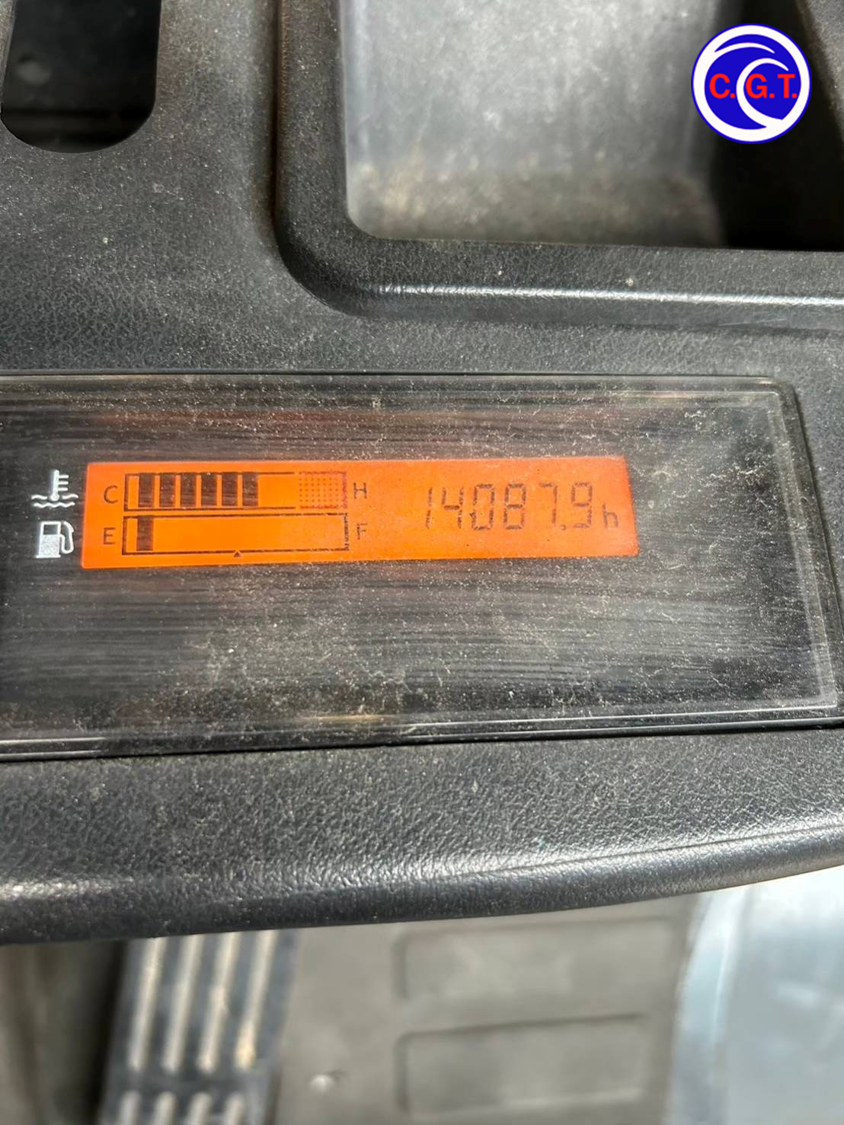 C.G.T.
C H 14087.9h
E F